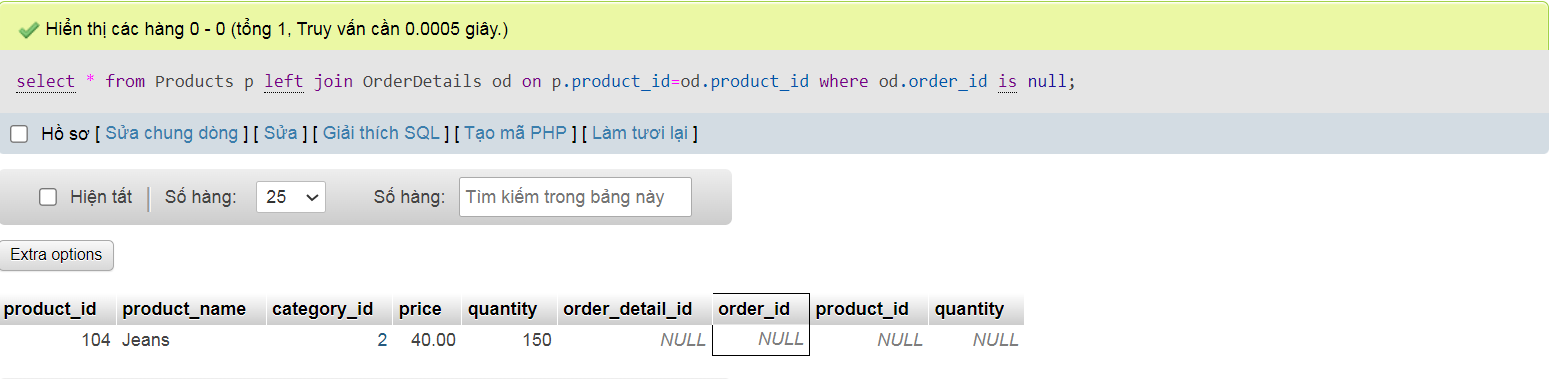 Hiển thị các hàng 0 - 0 (tổng 1, Truy vấn cần 0.0005 giây.)
select * from Products p left join OrderDetails od on p.product_id=od.product_id where od.order_id is null;
Hồ sơ [ Sửa chung dòng ] [ Sửa ] [ Giải thích SQL ] [ Tạo mã PHP ] [ Làm tươi lại ]
Hiện tất Số hàng: 25 Số hàng: Tìm kiếm trong bảng này
Extra options
product_id product_name category_id price quantity order_detail_id order_id product_id quantity
104 Jeans 2 40.00 150 NULL NULL NULL NULL